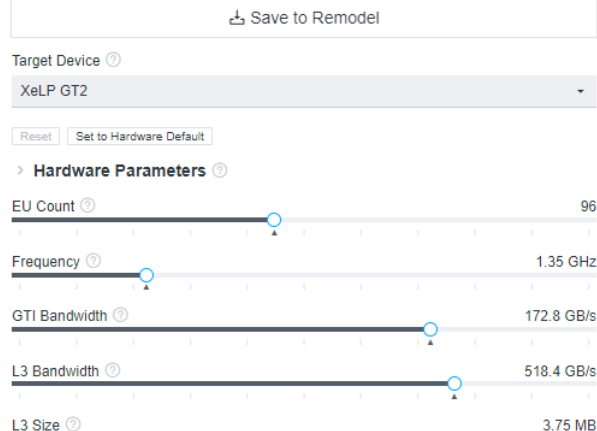 Save to Remodel
Target Device
XeLP GT2
Reset Set to Hardware Default
Hardware Parameters
EU Count 96
Frequency 1.35 GHz
GTI Bandwidth 172.8 GB/s
L3 Bandwidth 518.4 GB/s
L3 Size 3.75 MB